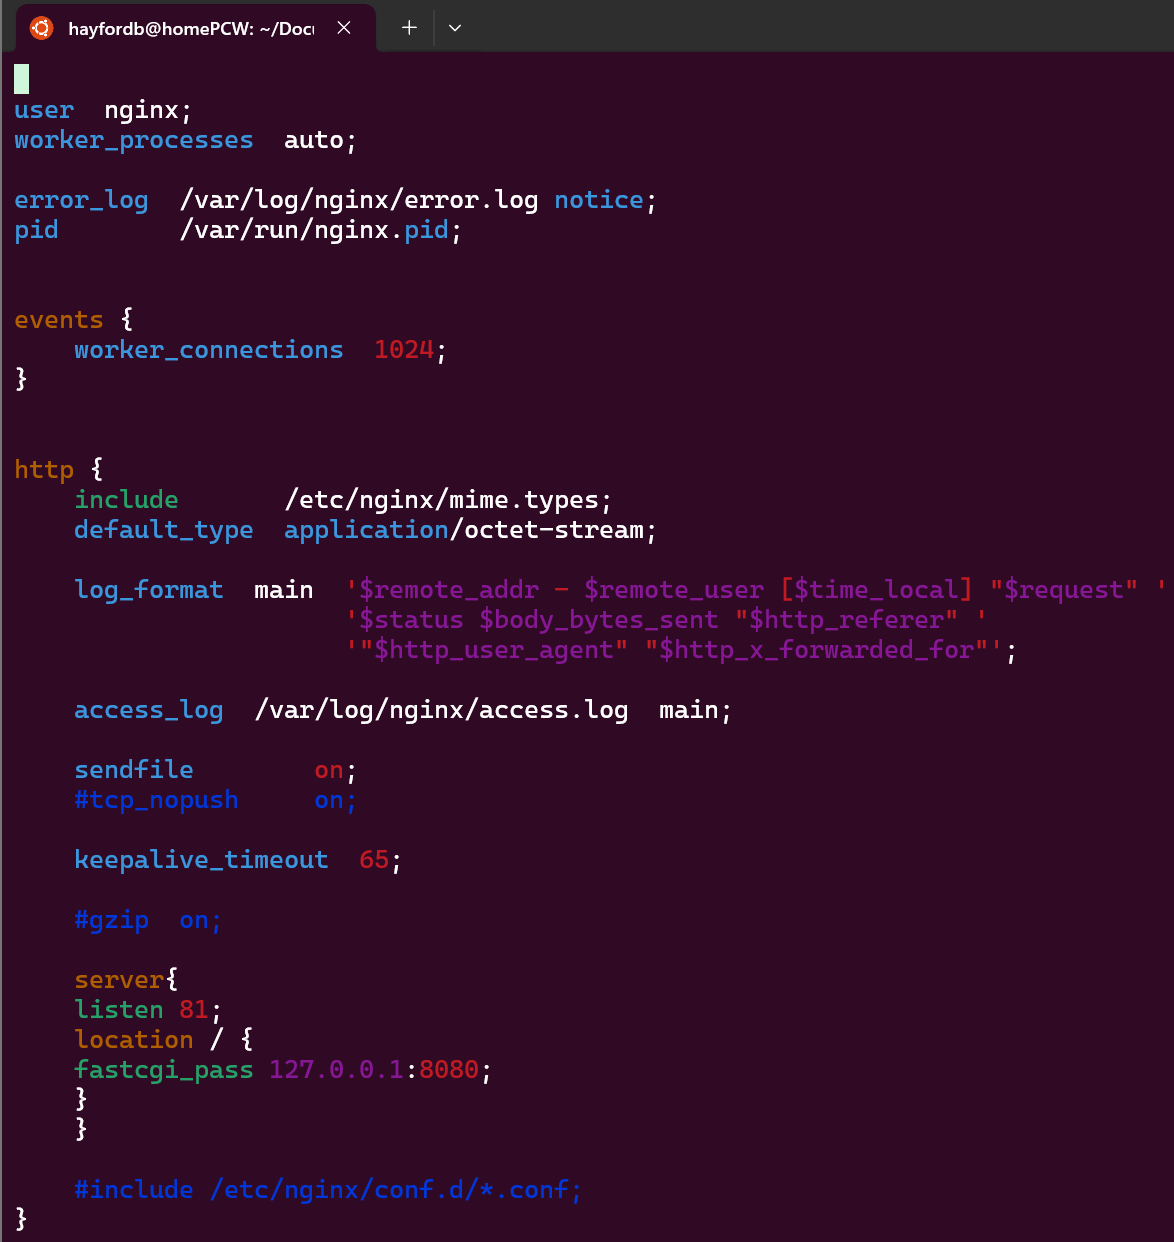 hayfordb@homePCW: ~/Docu
user  nginx;
worker_processes  auto;
error_log  /var/log/nginx/error.log notice;
pid        /var/run/nginx.pid;
events {
    worker_connections  1024;
}
http {
    include       /etc/nginx/mime.types;
    default_type  application/octet-stream;
    log_format  main  '$remote_addr - $remote_user [$time_local] "$request" '
                      '$status $body_bytes_sent "$http_referer" '
                      '"$http_user_agent" "$http_x_forwarded_for"';
    access_log  /var/log/nginx/access.log  main;
    sendfile        on;
    #tcp_nopush     on;
    keepalive_timeout  65;
    #gzip  on;
    server{
    listen 81;
    location / {
    fastcgi_pass 127.0.0.1:8080;
    }
    }
    #include /etc/nginx/conf.d/*.conf;
}